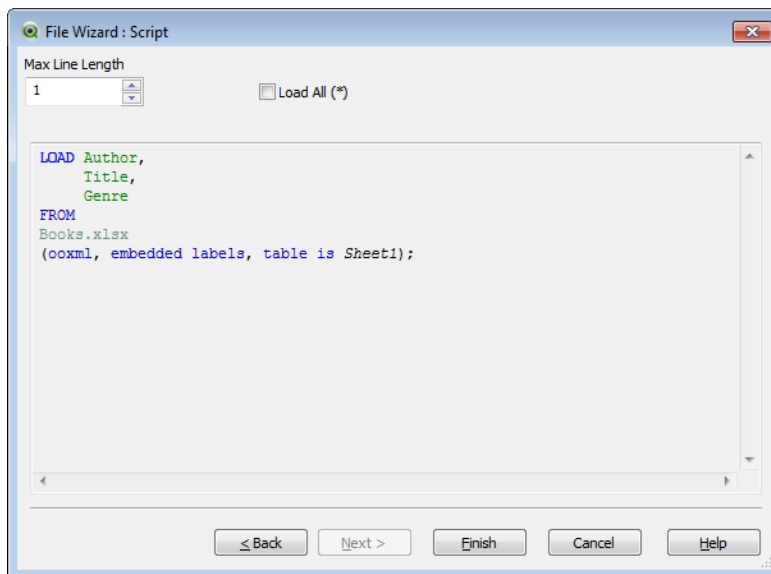 File Wizard : Script
Max Line Length
1
Load All (*)
LOAD Author,
Title,
Genre
FROM
Books.xlsx
(ooxml, embedded labels, table is Sheet1);
< Back Next > Finish Cancel Help